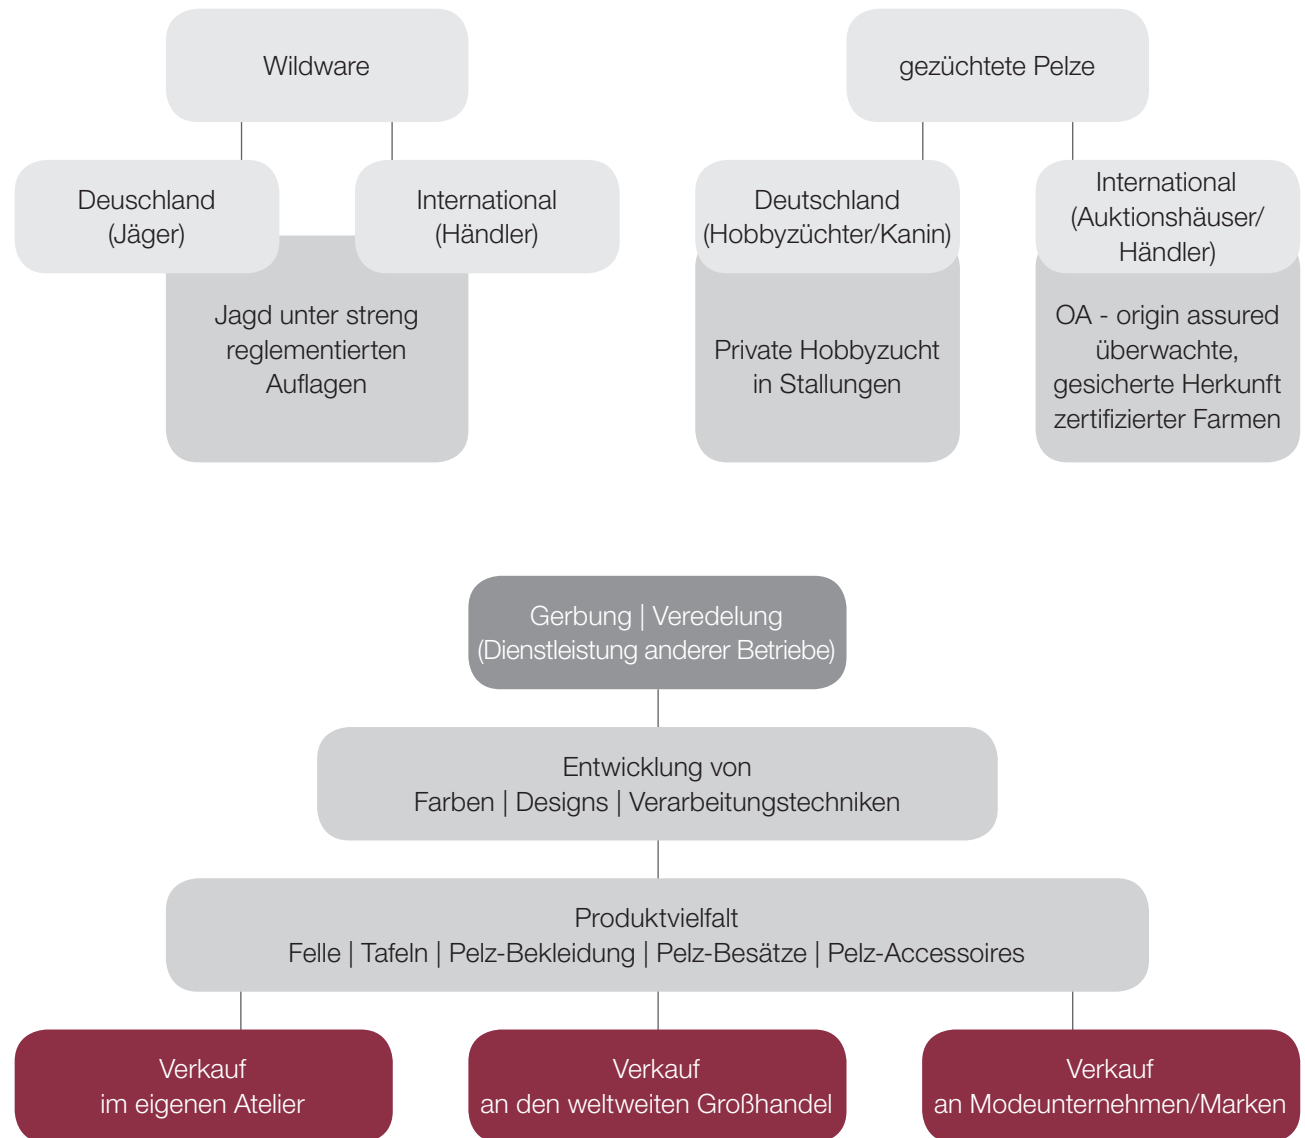 Wildware
gezüchtete Pelze
Deuschland
(Jäger)
International
(Händler)
Deutschland
(Hobbyzüchter/Kanin)
International
(Auktionshäuser/
Händler)
Jagd unter streng
reglementierten
Auflagen
Private Hobbyzucht
in Stallungen
OA - origin assured
überwachte,
gesicherte Herkunft
zertifizierter Farmen
Gerbung | Veredelung
(Dienstleistung anderer Betriebe)
Entwicklung von
Farben | Designs | Verarbeitungstechniken
Produktvielfalt
Felle | Tafeln | Pelz-Bekleidung | Pelz-Besätze | Pelz-Accessoires
Verkauf
im eigenen Atelier
Verkauf
an den weltweiten Großhandel
Verkauf
an Modeunternehmen/Marken